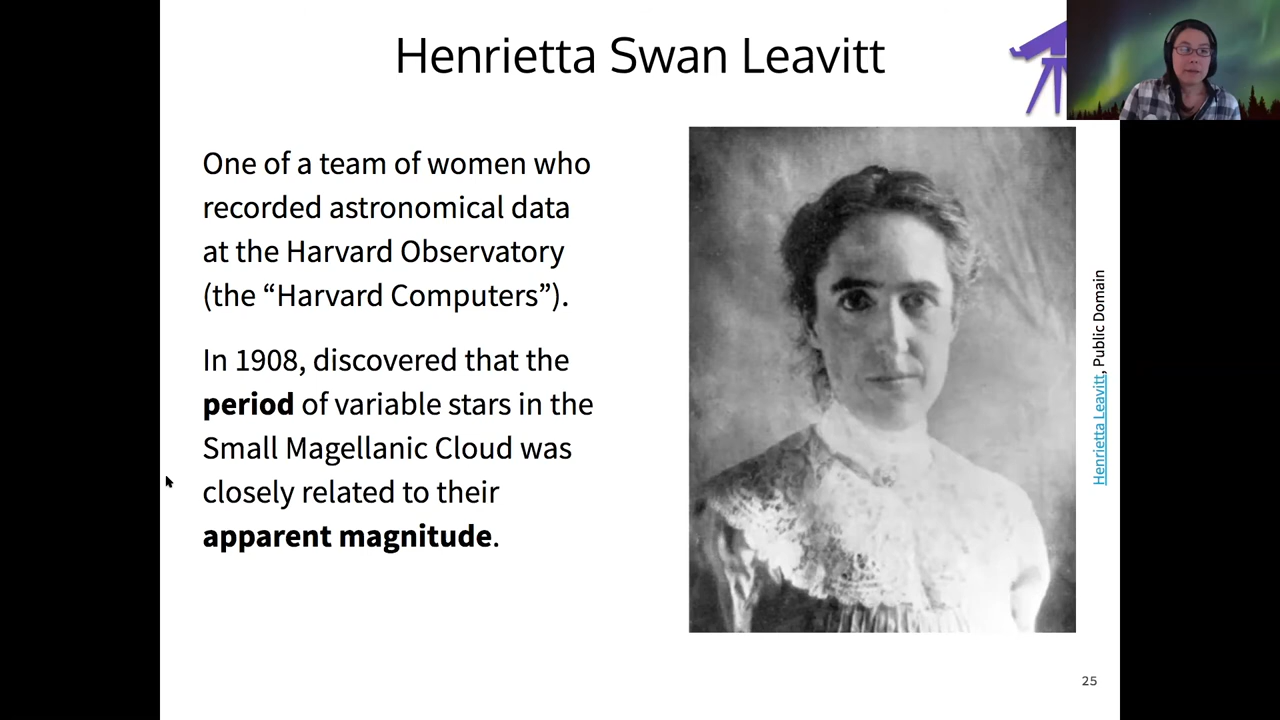 Henrietta Swan Leavitt
One of a team of women who
recorded astronomical data
at the Harvard Observatory
(the “Harvard Computers”).
In 1908, discovered that the
period of variable stars in the
Small Magellanic Cloud was
closely related to their
apparent magnitude.
Henrietta Leavitt, Public Domain
25